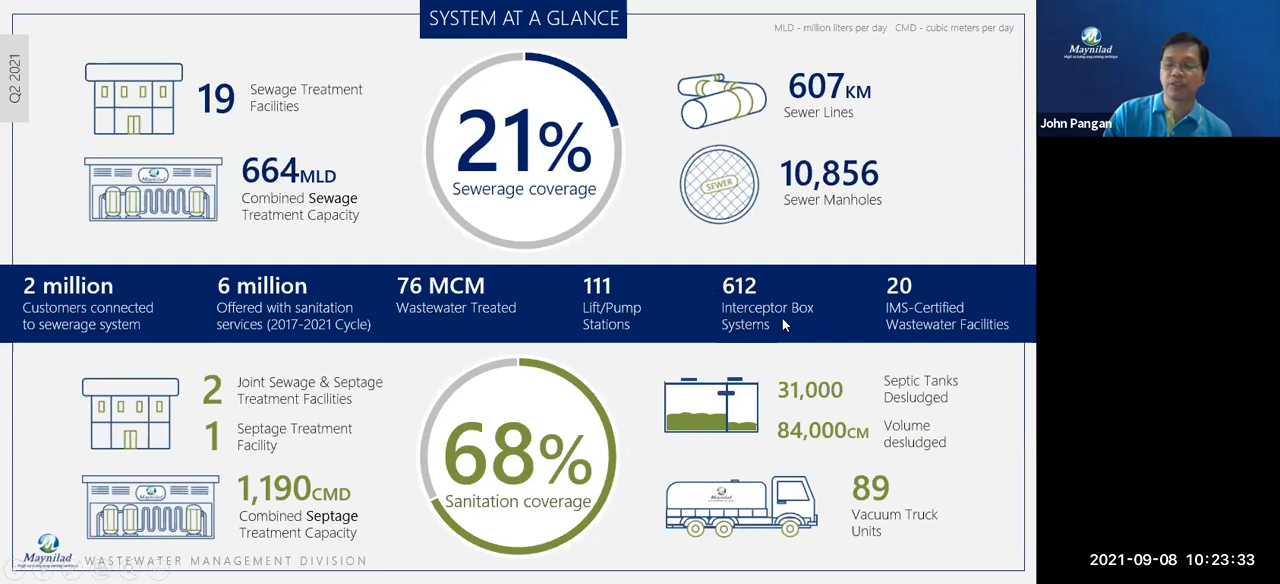 SYSTEM AT A GLANCE
MLD - million liters per day CMD - cubic meters per day
Q2 2021
19
Sewage Treatment
Facilities
664MLD
Combined Sewage
Treatment Capacity
21%
Sewerage coverage
607KM
Sewer Lines
SEWER
10,856
Sewer Manholes
2 million
Customers connected
to sewerage system
6 million
Offered with sanitation
services (2017-2021 Cycle)
76 MCM
Wastewater Treated
111
Lift/Pump
Stations
612
Interceptor Box
Systems
20
IMS-Certified
Wastewater Facilities
2
Joint Sewage & Septage
Treatment Facilities
1
Septage Treatment
Facility
1,190CMD
Combined Septage
Treatment Capacity
68%
Sanitation coverage
31,000
Septic Tanks
Desludged
84,000CM
Volume
desludged
89
Vacuum Truck
Units
Maynilad
WASTEWATER MANAGEMENT DIVISION
Maynilad
John Pangan
2021-09-08 10:23:33